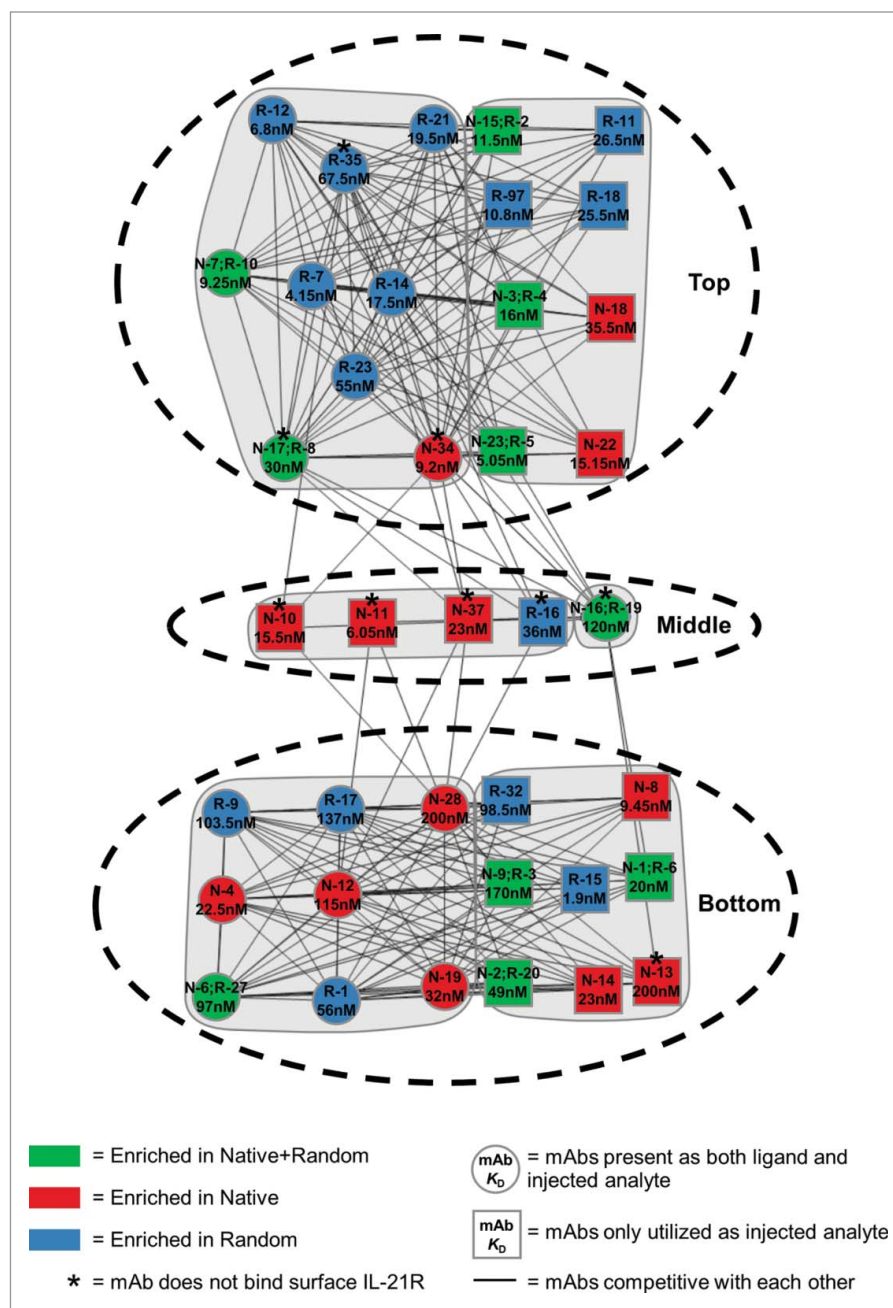 R-12
6.8nM
R-21
19.5nM
N-15;R-2
11.5nM
R-11
26.5nM
*
R-35
67.5nM
R-97
10.8nM
R-18
25.5nM
N-7;R-10
9.25nM
R-7
4.15nM
R-14
17.5nM
N-3;R-4
16nM
N-18
35.5nM
Top
R-23
55nM
*
N-17;R-8
30nM
*
N-34
9.2nM
N-23;R-5
5.05nM
N-22
15.15nM
*
N-10
15.5nM
*
N-11
6.05nM
*
N-37
23nM
*
R-16
36nM
*
N-16;R-19
120nM
Middle
R-9
103.5nM
R-17
137nM
N-28
200nM
R-32
98.5nM
N-8
9.45nM
N-4
22.5nM
N-12
115nM
N-9;R-3
170nM
R-15
1.9nM
N-1;R-6
20nM
Bottom
N-6;R-27
97nM
R-1
56nM
N-19
32nM
N-2;R-20
49nM
N-14
23nM
*
N-13
200nM
= Enriched in Native+Random
= Enriched in Native
= Enriched in Random
* = mAb does not bind surface IL-21R
mAb
KD
= mAbs present as both ligand and
injected analyte
mAb
KD
= mAbs only utilized as injected analyte
= mAbs competitive with each other